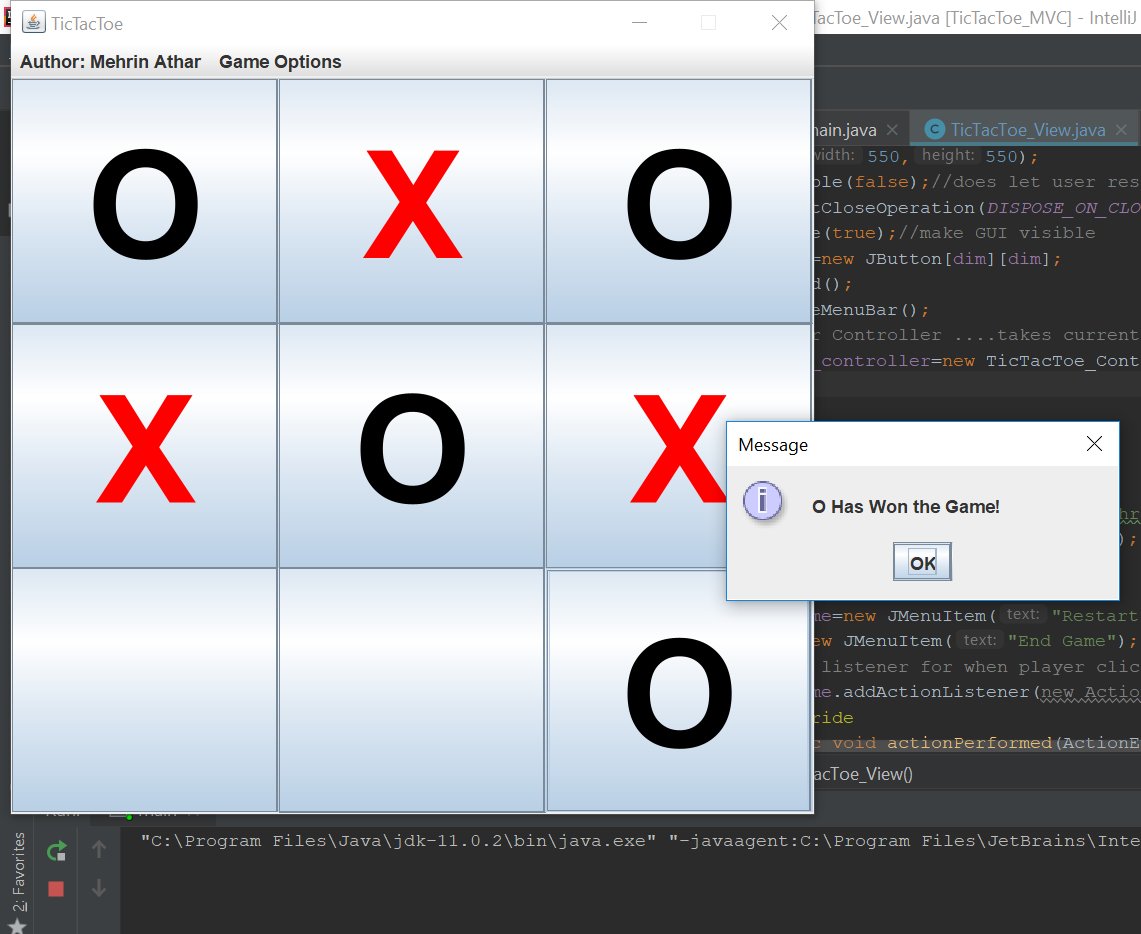 TicTacToe
TacToe_View.java [TicTacToe_MVC] - IntelliJ
Author: Mehrin Athar Game Options
O X O
X O X
O
main.java TicTacToe_View.java
width: 550, height: 550);
ble(false);//does let user res
tCloseOperation(DISPOSE_ON_CLO
e(true);//make GUI visible
=new JButton[dim][dim];
d();
eMenuBar();
r Controller ....takes current
_controller=new TicTacToe_Cont
Message
O Has Won the Game!
OK
hr
);
me=new JMenuItem( text: "Restart
ew JMenuItem( text: "End Game");
listener for when player clic
me.addActionListener(new Actio
ride
c void actionPerformed(ActionE
acToe_View()
"C:\Program Files\Java\jdk-11.0.2\bin\java.exe" "-javaagent:C:\Program Files\JetBrains\Inte
2: Favorites